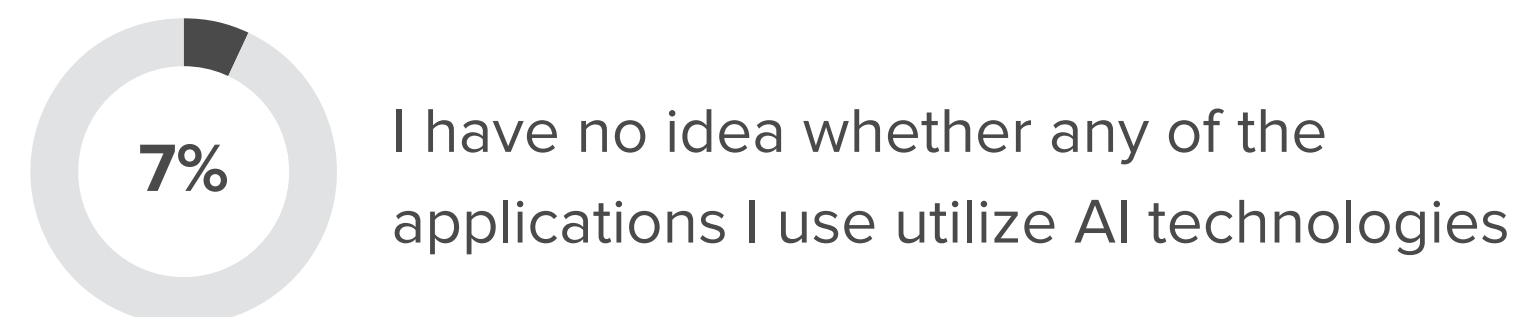 7%
I have no idea whether any of the
applications I use utilize AI technologies